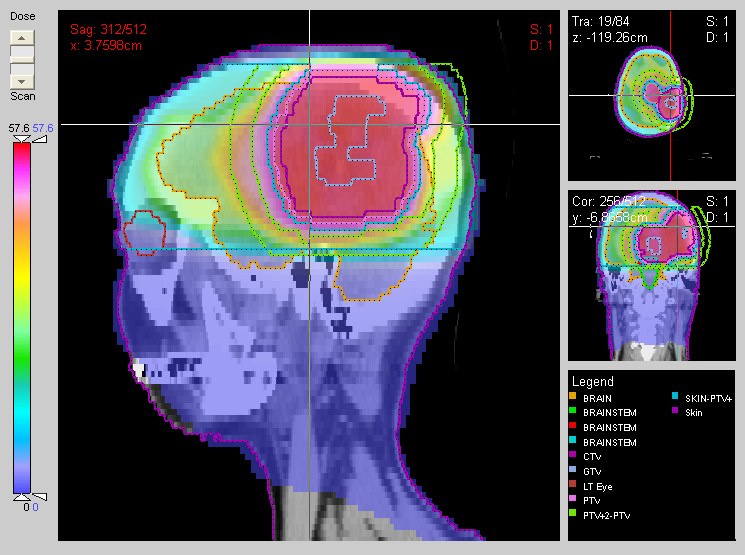 Dose
Scan
57.6 57.6
0 0
Sag: 312/512
x: 3.7598cm
S: 1
D: 1
Tra: 19/84
z: -119.26cm
S: 1
D: 1
Cor: 256/512
y: -6.8658cm
S: 1
D: 1
Legend
BRAIN
BRAINSTEM
BRAINSTEM
BRAINSTEM
CTv
GTv
LT Eye
PTv
PTV+2-PTv
SKIN-PTV+
Skin